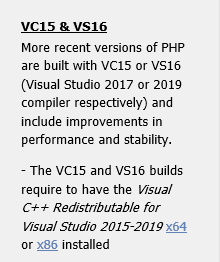 VC15 & VS16
More recent versions of PHP
are built with VC15 or VS16
(Visual Studio 2017 or 2019
compiler respectively) and
include improvements in
performance and stability.
- The VC15 and VS16 builds
require to have the Visual
C++ Redistributable for
Visual Studio 2015-2019 x64
or x86 installed